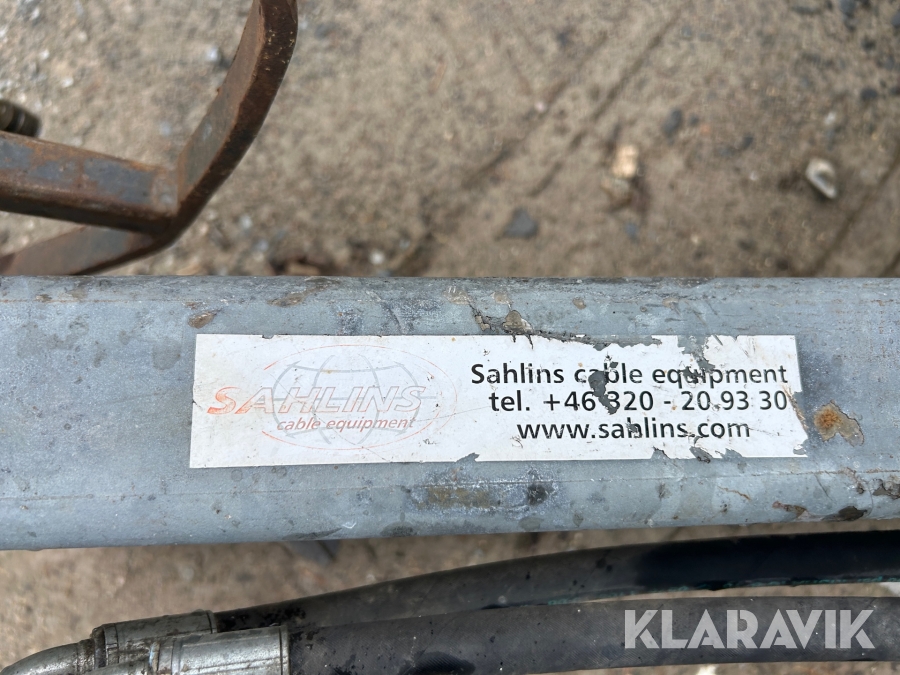 SAHLINS
cable equipment
Sahlins cable equipment
tel. +46 320 - 20 93 30
www.sahlins.com
KLARAVIK